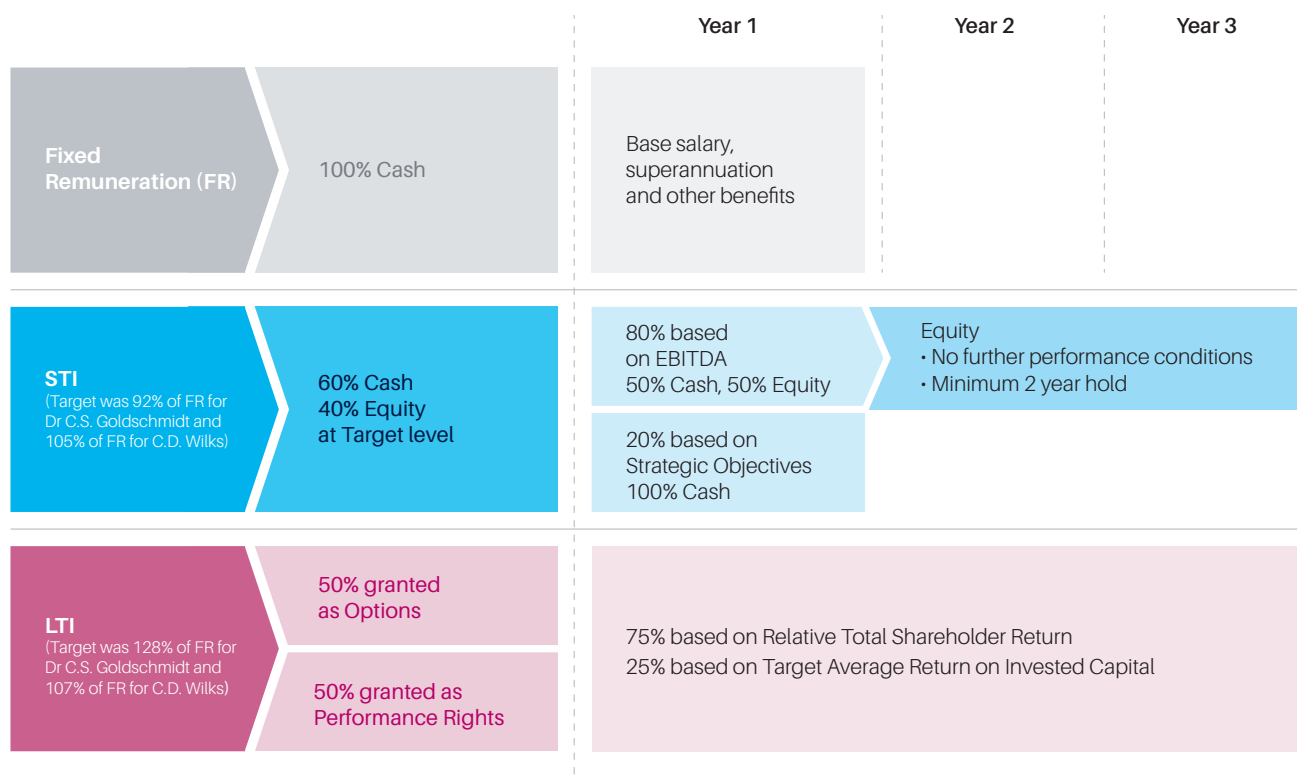 Year 1
Year 2
Year 3
Fixed
Remuneration (FR)
100% Cash
Base salary,
superannuation
and other benefits
STI
(Target was 92% of FR for
Dr C.S. Goldschmidt and
105% of FR for C.D. Wilks)
60% Cash
40% Equity
at Target level
80% based
on EBITDA
50% Cash, 50% Equity
Equity
• No further performance conditions
• Minimum 2 year hold
20% based on
Strategic Objectives
100% Cash
LTI
(Target was 128% of FR for
Dr C.S. Goldschmidt and
107% of FR for C.D. Wilks)
50% granted
as Options
50% granted as
Performance Rights
75% based on Relative Total Shareholder Return
25% based on Target Average Return on Invested Capital